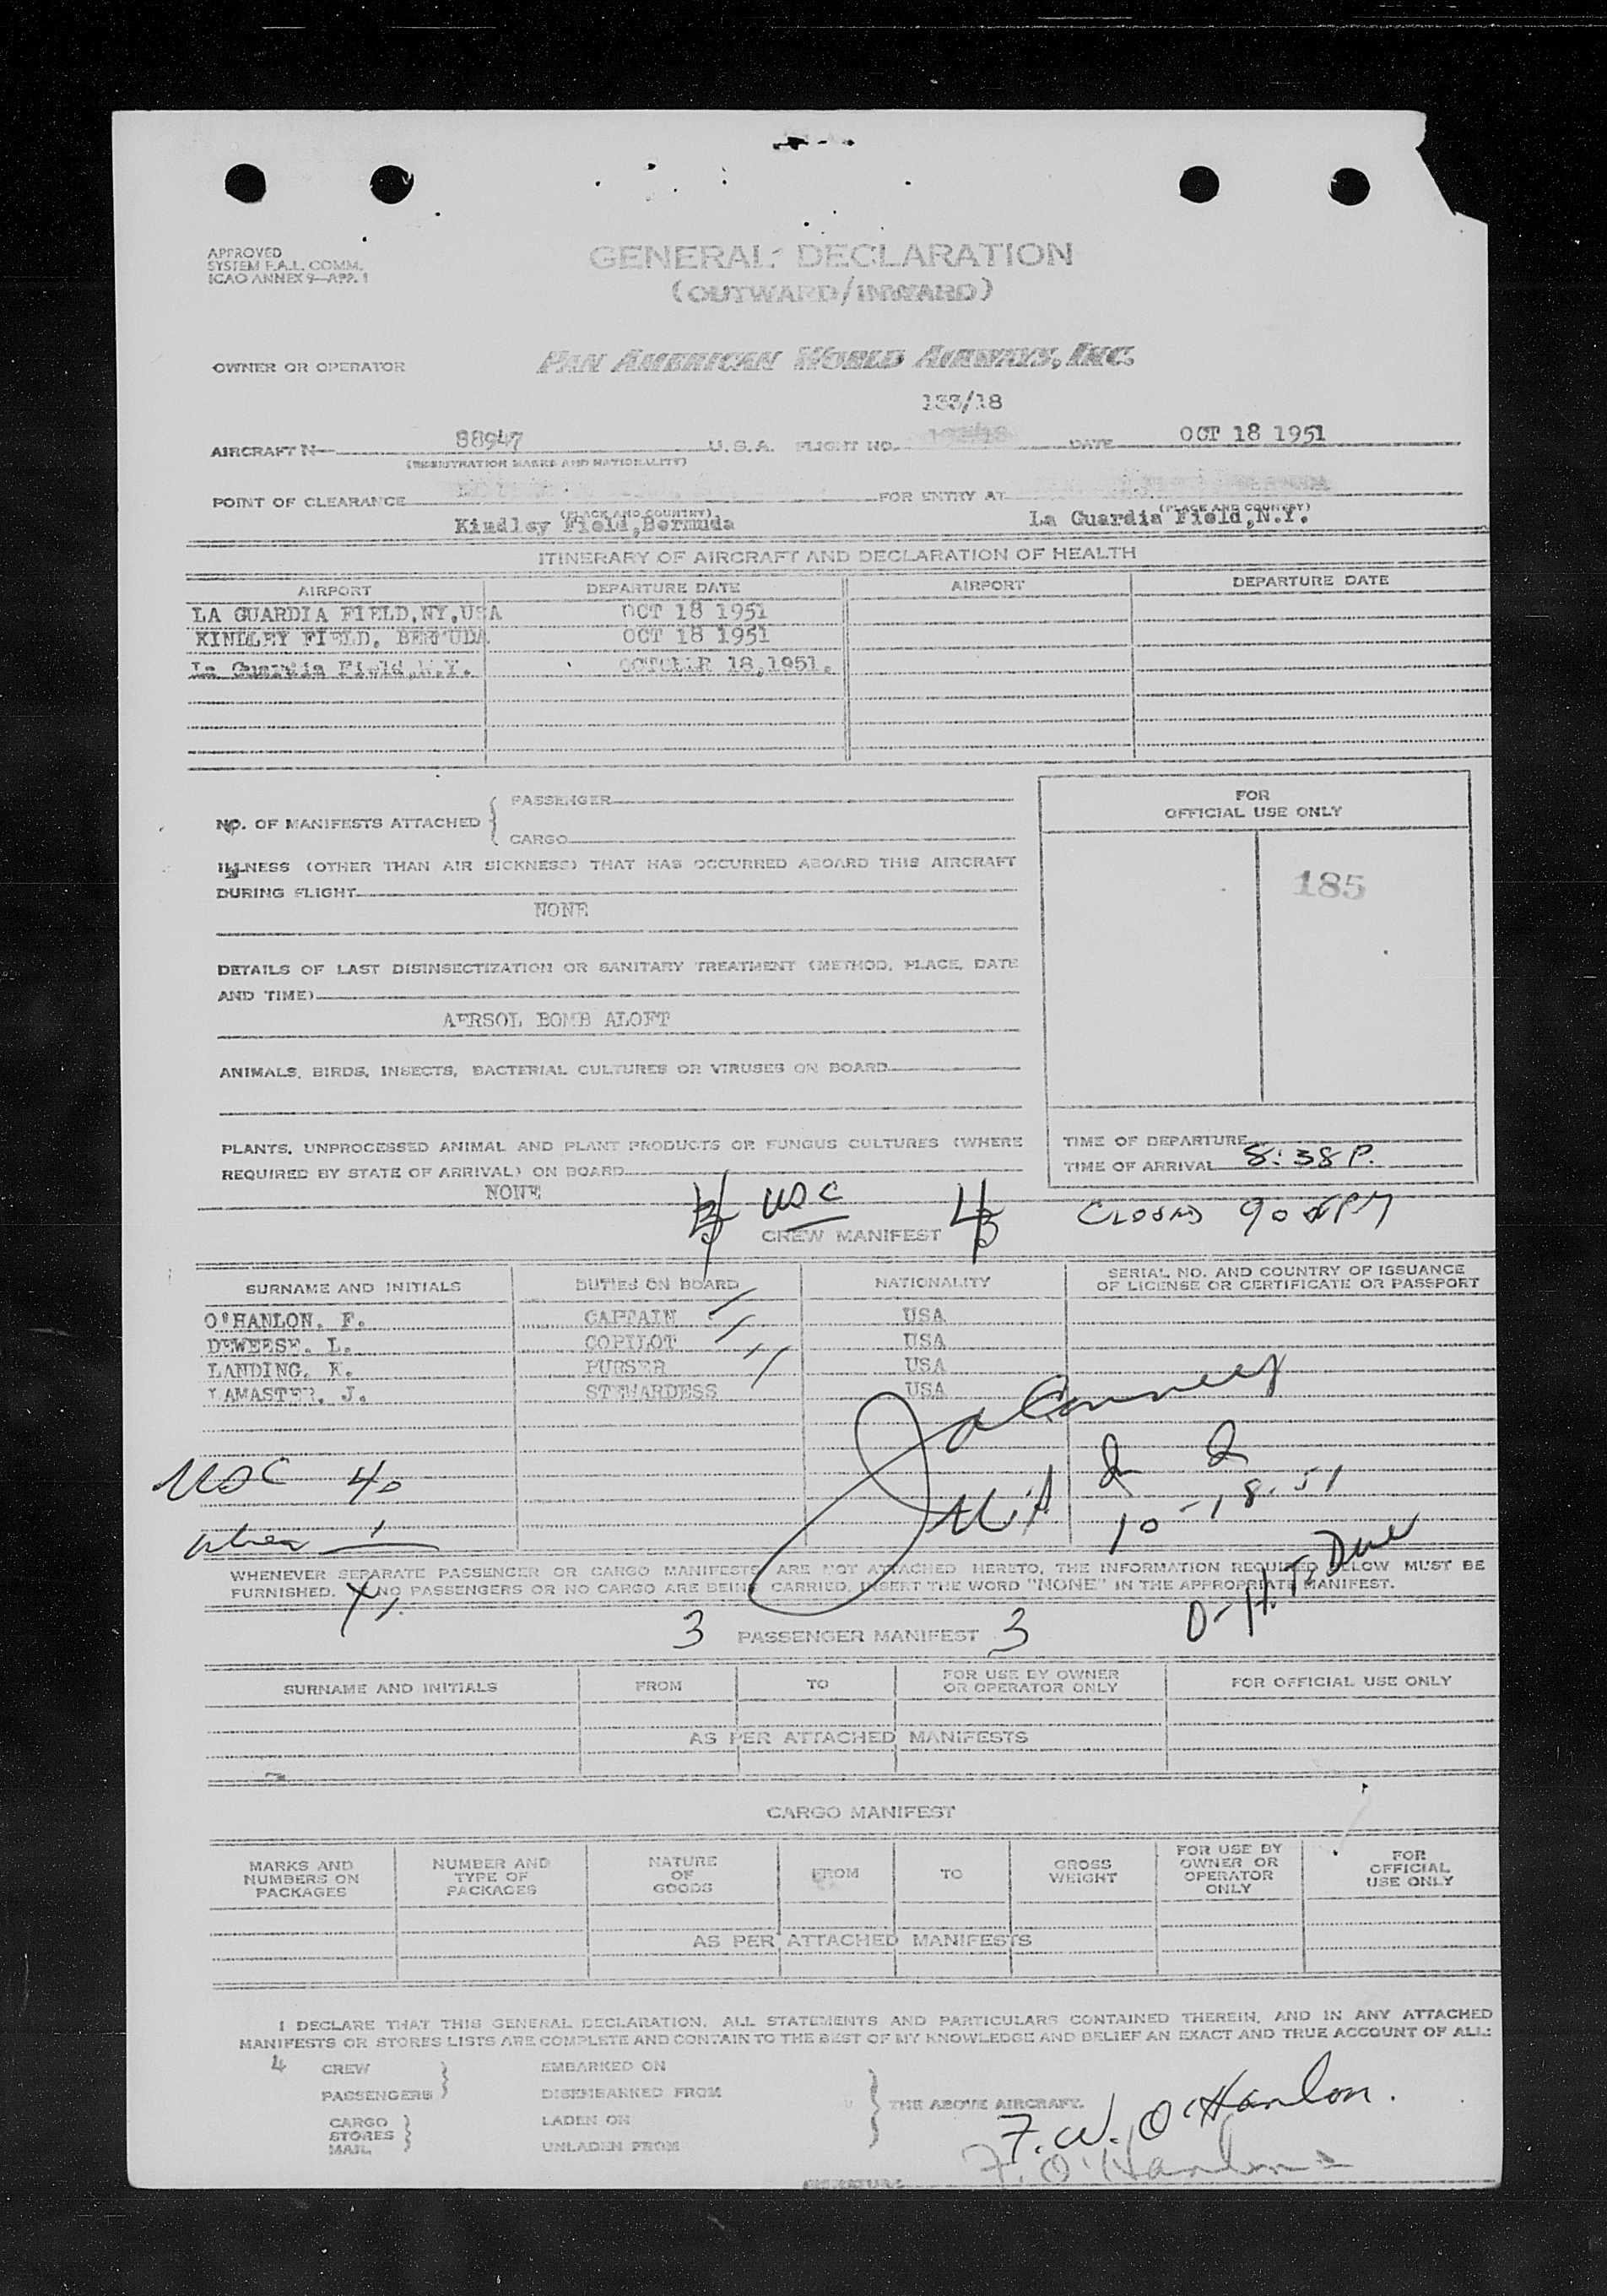 APPROVED
SYSTEM F.A.L. COMM.
ICAO ANNEX 9—APP. 1
GENERAL DECLARATION
(OUTWARD/INWARD)
OWNER OR OPERATOR PAN AMERICAN WORLD AIRWAYS, INC.
133/18
AIRCRAFT N 88947 U.S.A. FLIGHT NO. DATE OCT 18 1951
(REGISTRATION MARKS AND NATIONALITY)
POINT OF CLEARANCE FOR ENTRY AT
(PLACE AND COUNTRY) (PLACE AND COUNTRY)
Kindley Field,Bermuda La Guardia Field,N.Y.
ITINERARY OF AIRCRAFT AND DECLARATION OF HEALTH
AIRPORT DEPARTURE DATE AIRPORT DEPARTURE DATE
LA GUARDIA FIELD,NY,USA OCT 18 1951
KINDLEY FIELD, BERMUDA OCT 18 1951
La Guardia Field,N.Y. OCTOBER 18,1951.
NO. OF MANIFESTS ATTACHED { PASSENGER
CARGO
FOR
OFFICIAL USE ONLY
185
ILLNESS (OTHER THAN AIR SICKNESS) THAT HAS OCCURRED ABOARD THIS AIRCRAFT
DURING FLIGHT
NONE
DETAILS OF LAST DISINSECTIZATION OR SANITARY TREATMENT (METHOD, PLACE, DATE
AND TIME)
AERSOL BOMB ALOFT
ANIMALS, BIRDS, INSECTS, BACTERIAL CULTURES OR VIRUSES ON BOARD
PLANTS, UNPROCESSED ANIMAL AND PLANT PRODUCTS OR FUNGUS CULTURES (WHERE
REQUIRED BY STATE OF ARRIVAL) ON BOARD
NONE
TIME OF DEPARTURE
TIME OF ARRIVAL 8:38 P.
USC
CREW MANIFEST
SURNAME AND INITIALS DUTIES ON BOARD NATIONALITY SERIAL NO. AND COUNTRY OF ISSUANCE
OF LICENSE OR CERTIFICATE OR PASSPORT
O'HANLON, F. CAPTAIN USA
DEWEESE, L. COPILOT USA
LANDING, K. PURSER USA
LAMASTER, J. STEWARDESS USA
USC 40
10-18-51
WHENEVER SEPARATE PASSENGER OR CARGO MANIFESTS ARE NOT ATTACHED HERETO, THE INFORMATION REQUIRED BELOW MUST BE
FURNISHED. IF NO PASSENGERS OR NO CARGO ARE BEING CARRIED, INSERT THE WORD "NONE" IN THE APPROPRIATE MANIFEST.
3 PASSENGER MANIFEST 3
SURNAME AND INITIALS FROM TO FOR USE BY OWNER
OR OPERATOR ONLY FOR OFFICIAL USE ONLY
AS PER ATTACHED MANIFESTS
CARGO MANIFEST
MARKS AND
NUMBERS ON
PACKAGES NUMBER AND
TYPE OF
PACKAGES NATURE
OF
GOODS FROM TO GROSS
WEIGHT FOR USE BY
OWNER OR
OPERATOR
ONLY FOR
OFFICIAL
USE ONLY
AS PER ATTACHED MANIFESTS
I DECLARE THAT THIS GENERAL DECLARATION, ALL STATEMENTS AND PARTICULARS CONTAINED THEREIN, AND IN ANY ATTACHED
MANIFESTS OR STORES LISTS ARE COMPLETE AND CONTAIN TO THE BEST OF MY KNOWLEDGE AND BELIEF AN EXACT AND TRUE ACCOUNT OF ALL:
4 CREW EMBARKED ON
PASSENGERS DISEMBARKED FROM
THE ABOVE AIRCRAFT.
CARGO LADEN ON
STORES
MAIL UNLADEN FROM
F. W. O'Hanlon.
F. O'Hanlon
SIGNATURE